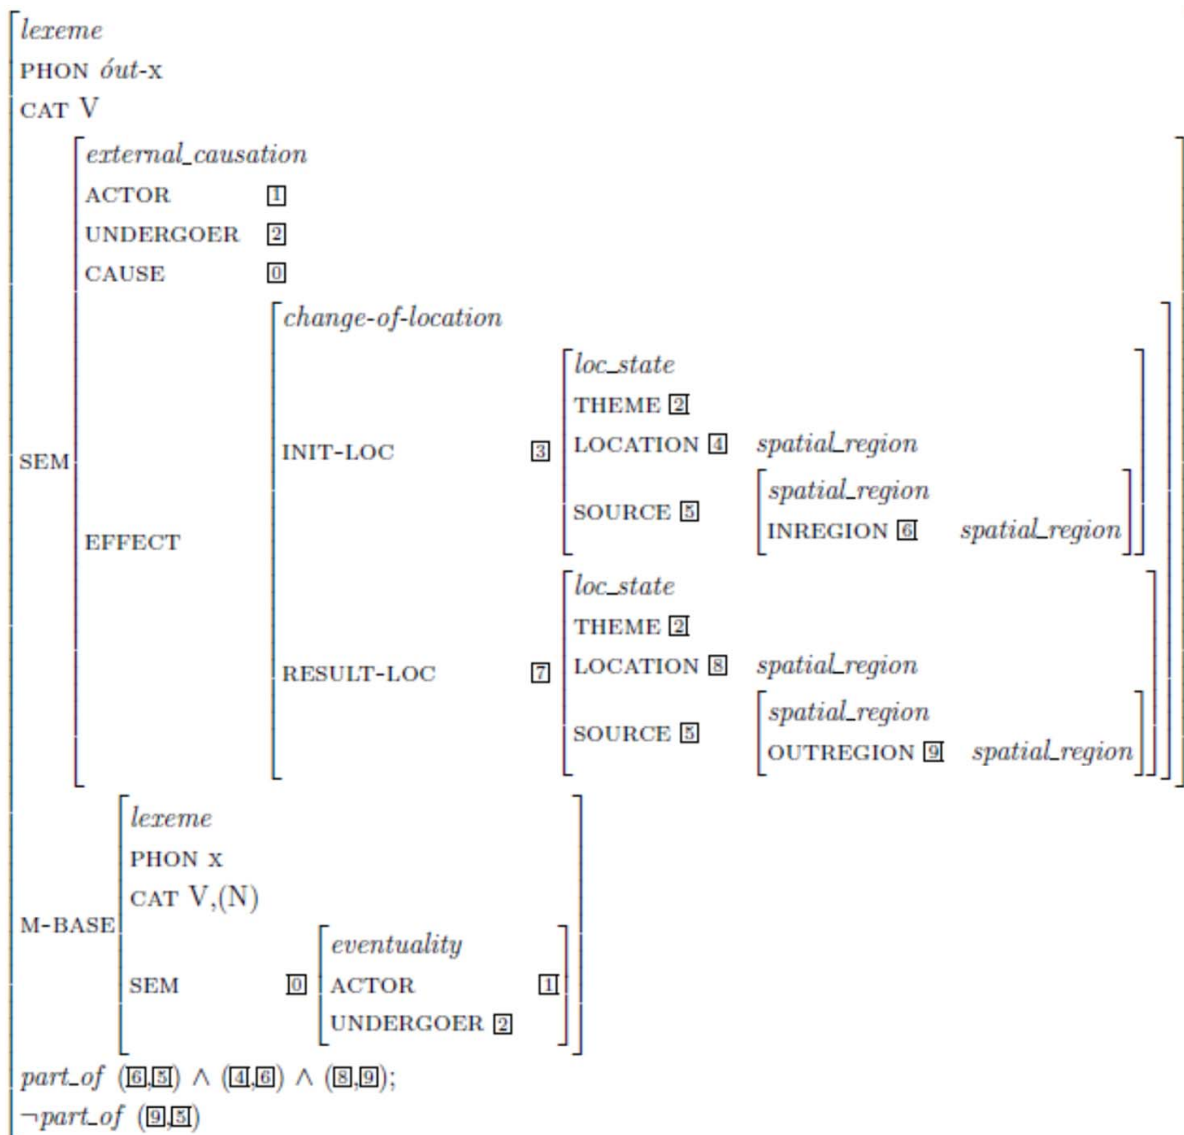 lexeme
PHON óut-x
CAT V
external_causation
ACTOR 1
UNDERGOER 2
CAUSE 0
change-of-location
loc_state
THEME 2
INIT-LOC 3 LOCATION 4 spatial_region
SEM
spatial_region
SOURCE 5
INREGION 6 spatial_region
EFFECT
loc_state
THEME 2
RESULT-LOC 7 LOCATION 8 spatial_region
spatial_region
SOURCE 5
OUTREGION 9 spatial_region
lexeme
PHON x
CAT V,(N)
M-BASE
eventuality
SEM 0 ACTOR 1
UNDERGOER 2
part_of (6,5) ∧ (4,6) ∧ (8,9);
¬part_of (9,5)